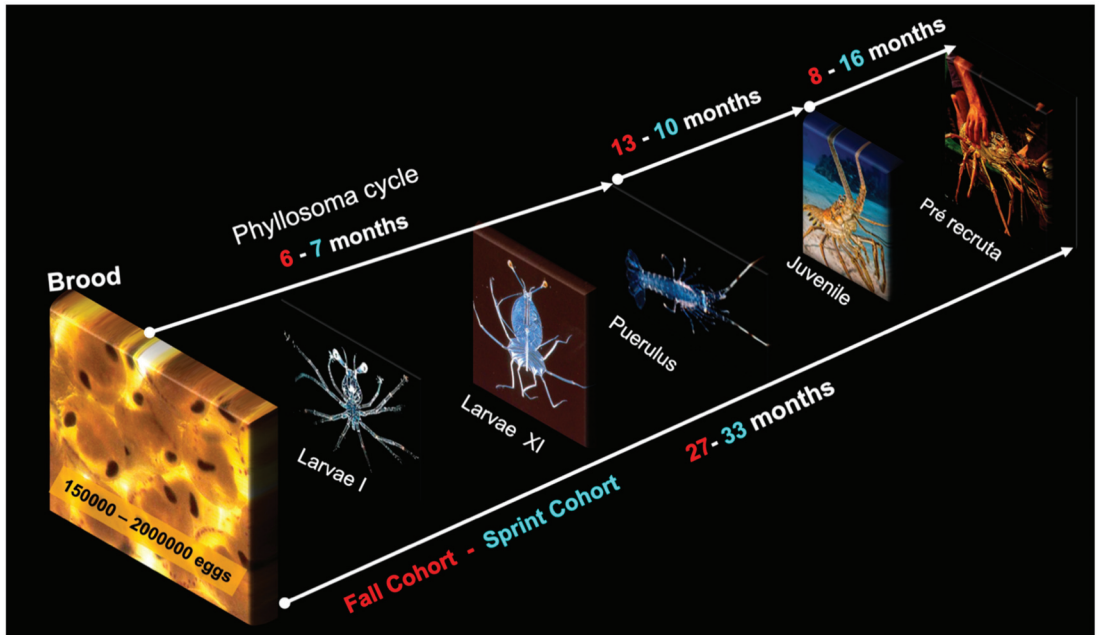 8 - 16 months
13 - 10 months
Phyllosoma cycle
6 - 7 months
Brood
Pré recruta
Juvenile
Puerulus
Larvae XI
Larvae I
150000 – 2000000 eggs
27- 33 months
Fall Cohort - Sprint Cohort